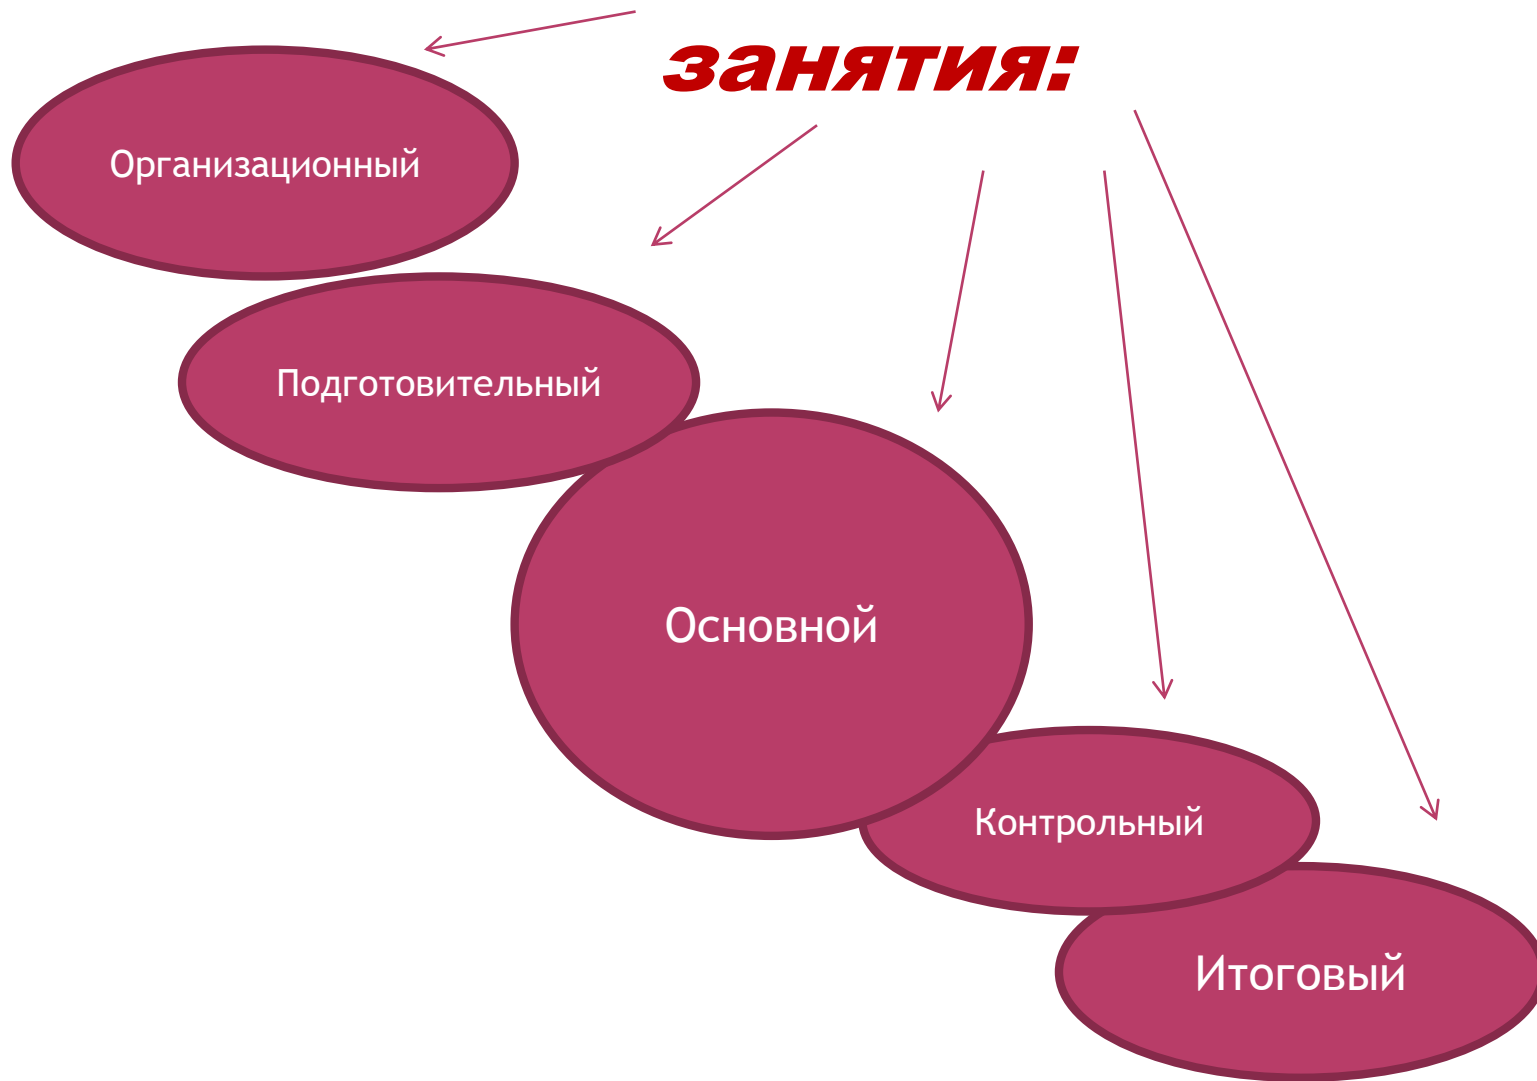 занятия:
Организационный
Подготовительный
Основной
Контрольный
Итоговый